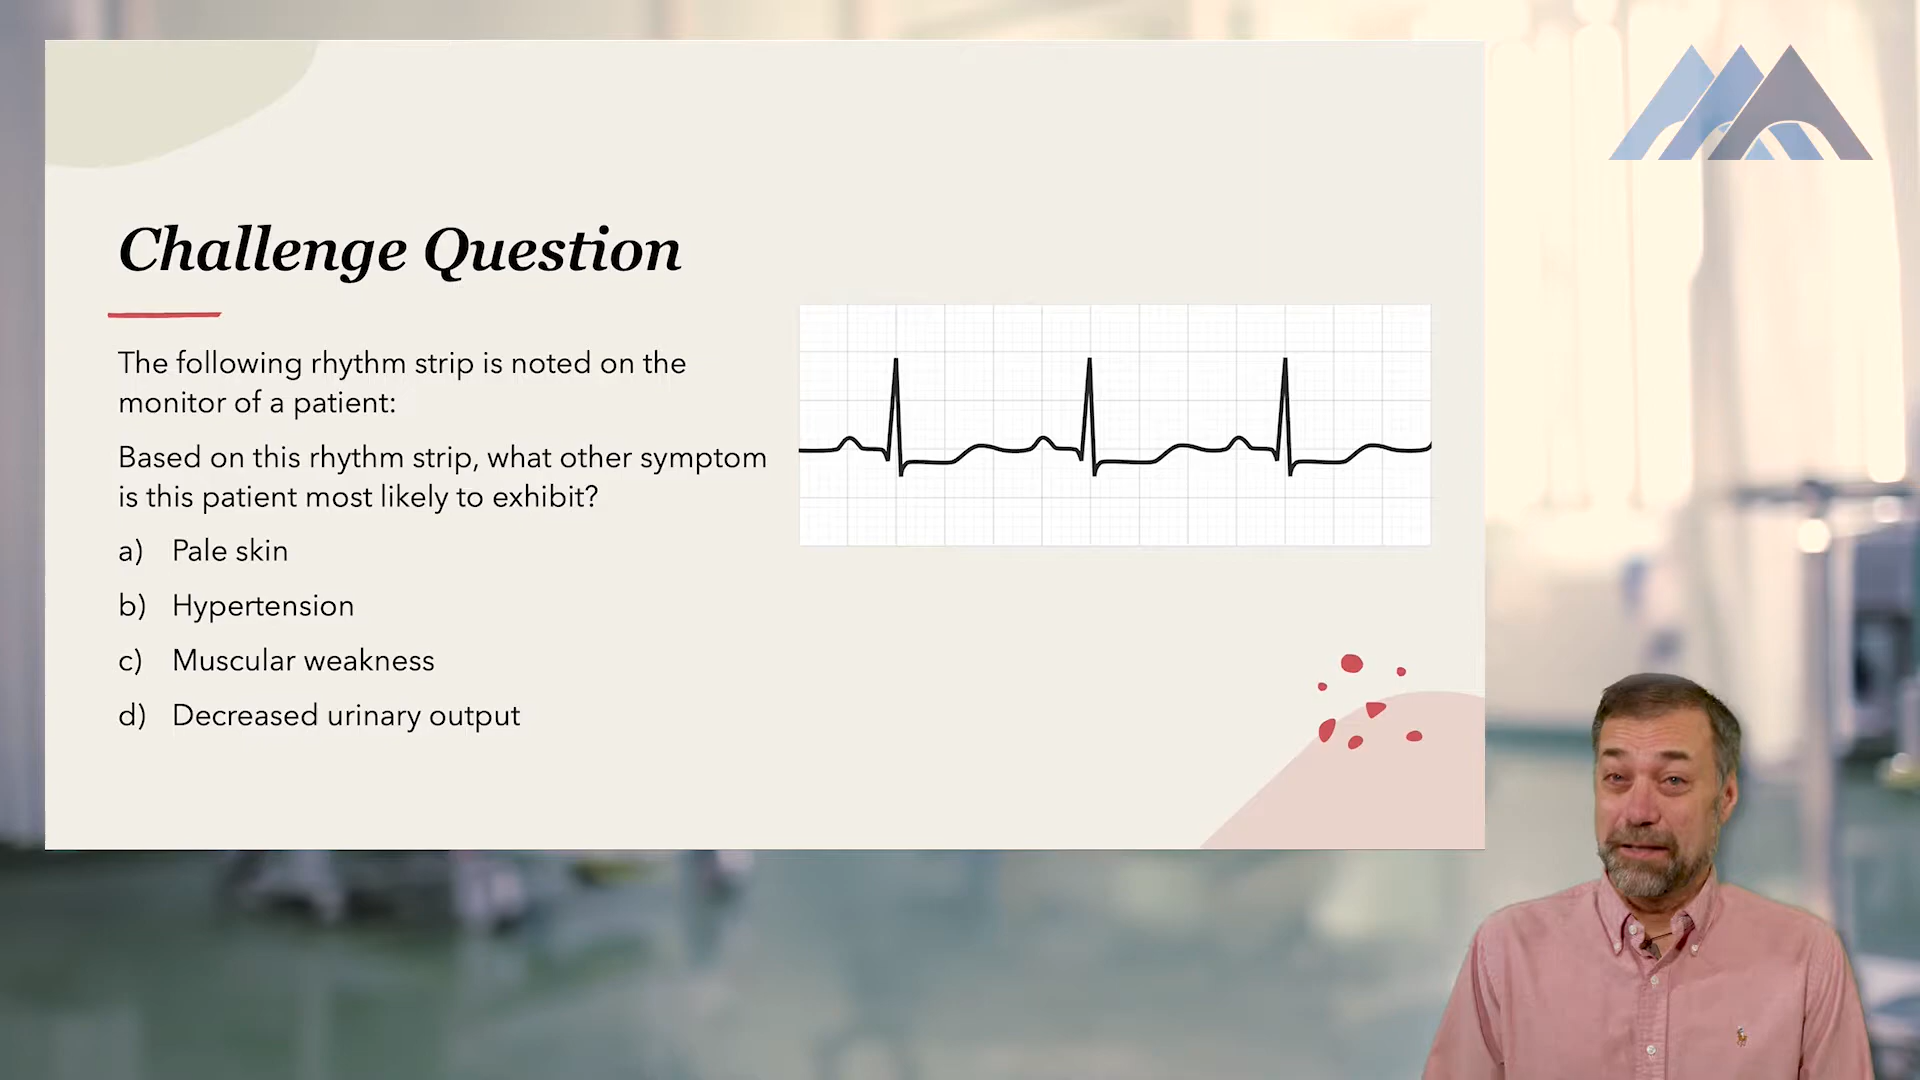 Challenge Question
The following rhythm strip is noted on the
monitor of a patient:
Based on this rhythm strip, what other symptom
is this patient most likely to exhibit?
a) Pale skin
b) Hypertension
c) Muscular weakness
d) Decreased urinary output